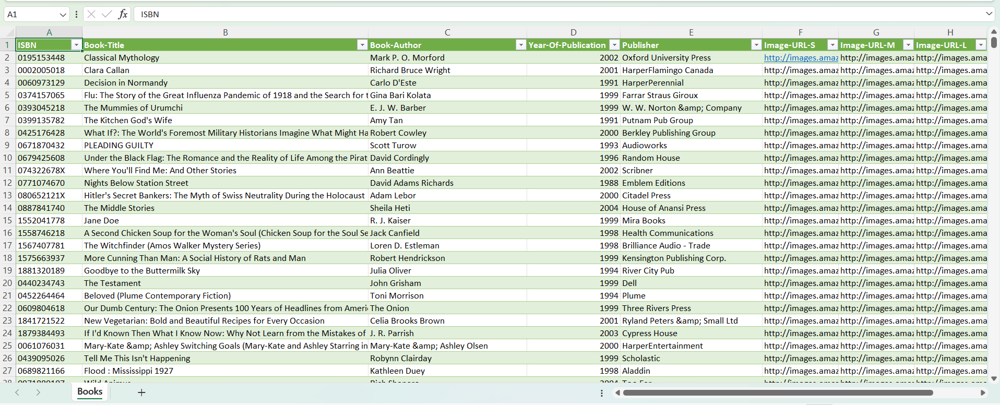 A1 fx ISBN
A B C D E F G H
1 ISBN Book-Title Book-Author Year-Of-Publication Publisher Image-URL-S Image-URL-M Image-URL-L
2 0195153448 Classical Mythology Mark P. O. Morford 2002 Oxford University Press http://images.amaz http://images.amaz http://images.ama
3 0002005018 Clara Callan Richard Bruce Wright 2001 HarperFlamingo Canada http://images.amaz http://images.amaz http://images.ama
4 0060973129 Decision in Normandy Carlo D'Este 1991 HarperPerennial http://images.amaz http://images.amaz http://images.ama
5 0374157065 Flu: The Story of the Great Influenza Pandemic of 1918 and the Search for t Gina Bari Kolata 1999 Farrar Straus Giroux http://images.amaz http://images.amaz http://images.ama
6 0393045218 The Mummies of Urumchi E. J. W. Barber 1999 W. W. Norton &amp; Company http://images.amaz http://images.amaz http://images.ama
7 0399135782 The Kitchen God's Wife Amy Tan 1991 Putnam Pub Group http://images.amaz http://images.amaz http://images.ama
8 0425176428 What If?: The World's Foremost Military Historians Imagine What Might Ha Robert Cowley 2000 Berkley Publishing Group http://images.amaz http://images.amaz http://images.ama
9 0671870432 PLEADING GUILTY Scott Turow 1993 Audioworks http://images.amaz http://images.amaz http://images.ama
10 0679425608 Under the Black Flag: The Romance and the Reality of Life Among the Pirat David Cordingly 1996 Random House http://images.amaz http://images.amaz http://images.ama
11 074322678X Where You'll Find Me: And Other Stories Ann Beattie 2002 Scribner http://images.amaz http://images.amaz http://images.ama
12 0771074670 Nights Below Station Street David Adams Richards 1988 Emblem Editions http://images.amaz http://images.amaz http://images.ama
13 080652121X Hitler's Secret Bankers: The Myth of Swiss Neutrality During the Holocaust Adam Lebor 2000 Citadel Press http://images.amaz http://images.amaz http://images.ama
14 0887841740 The Middle Stories Sheila Heti 2004 House of Anansi Press http://images.amaz http://images.amaz http://images.ama
15 1552041778 Jane Doe R. J. Kaiser 1999 Mira Books http://images.amaz http://images.amaz http://images.ama
16 1558746218 A Second Chicken Soup for the Woman's Soul (Chicken Soup for the Soul Se Jack Canfield 1998 Health Communications http://images.amaz http://images.amaz http://images.ama
17 1567407781 The Witchfinder (Amos Walker Mystery Series) Loren D. Estleman 1998 Brilliance Audio - Trade http://images.amaz http://images.amaz http://images.ama
18 1575663937 More Cunning Than Man: A Social History of Rats and Man Robert Hendrickson 1999 Kensington Publishing Corp. http://images.amaz http://images.amaz http://images.ama
19 1881320189 Goodbye to the Buttermilk Sky Julia Oliver 1994 River City Pub http://images.amaz http://images.amaz http://images.ama
20 0440234743 The Testament John Grisham 1999 Dell http://images.amaz http://images.amaz http://images.ama
21 0452264464 Beloved (Plume Contemporary Fiction) Toni Morrison 1994 Plume http://images.amaz http://images.amaz http://images.ama
22 0609804618 Our Dumb Century: The Onion Presents 100 Years of Headlines from Ameri The Onion 1999 Three Rivers Press http://images.amaz http://images.amaz http://images.ama
23 1841721522 New Vegetarian: Bold and Beautiful Recipes for Every Occasion Celia Brooks Brown 2001 Ryland Peters &amp; Small Ltd http://images.amaz http://images.amaz http://images.ama
24 1879384493 If I'd Known Then What I Know Now: Why Not Learn from the Mistakes of J. R. Parrish 2003 Cypress House http://images.amaz http://images.amaz http://images.ama
25 0061076031 Mary-Kate &amp; Ashley Switching Goals (Mary-Kate and Ashley Starring in Mary-Kate &amp; Ashley Olsen 2000 HarperEntertainment http://images.amaz http://images.amaz http://images.ama
26 0439095026 Tell Me This Isn't Happening Robynn Clairday 1999 Scholastic http://images.amaz http://images.amaz http://images.ama
27 0689821166 Flood : Mississippi 1927 Kathleen Duey 1998 Aladdin http://images.amaz http://images.amaz http://images.ama
Books